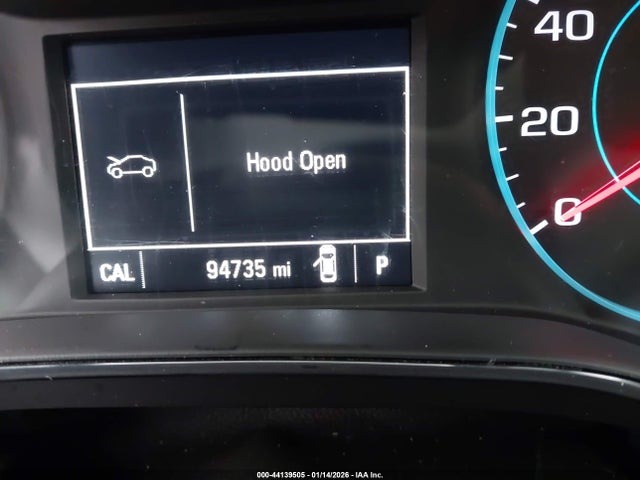 40
Hood Open
20
0
CAL 94735 mi P
000-44139505 - 01/14/2026 - IAA Inc.